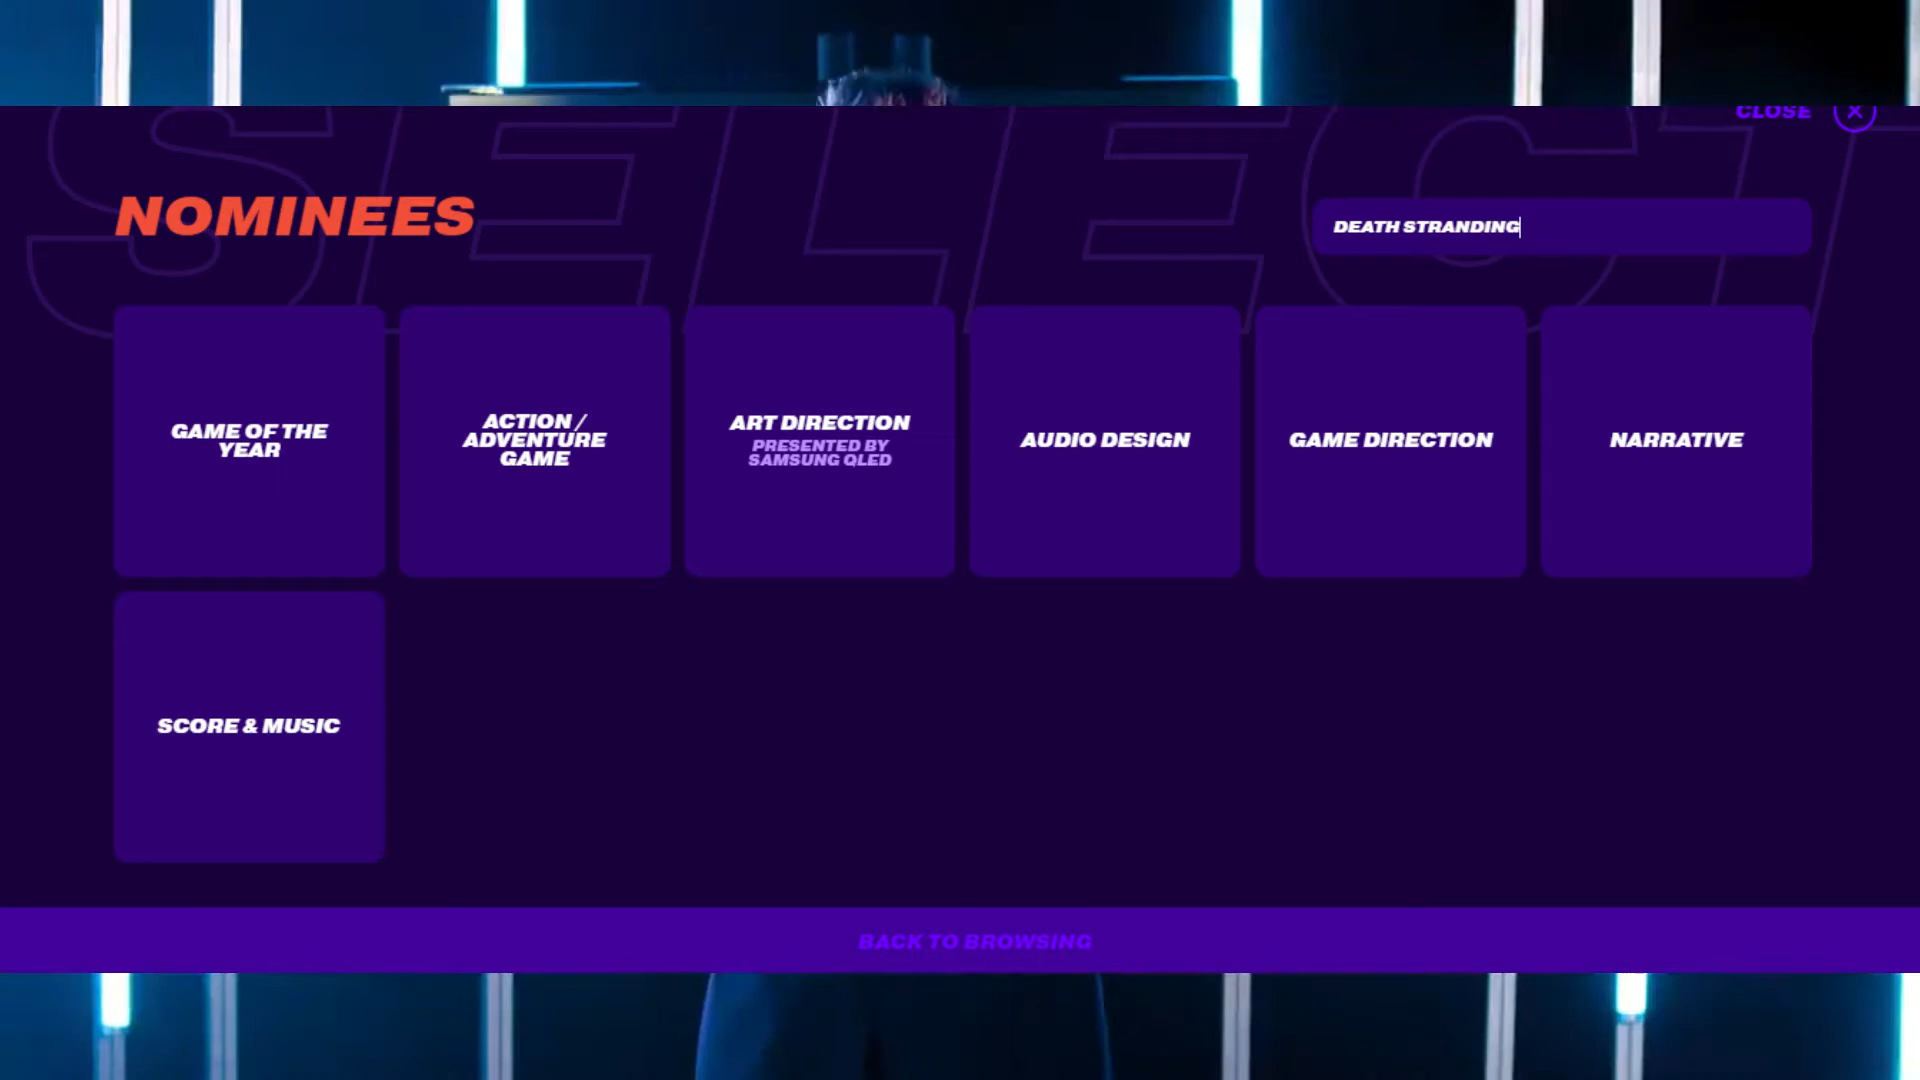 SELECT
CLOSE
NOMINEES
DEATH STRANDING
GAME OF THE
YEAR
ACTION /
ADVENTURE
GAME
ART DIRECTION
PRESENTED BY
SAMSUNG QLED
AUDIO DESIGN
GAME DIRECTION
NARRATIVE
SCORE & MUSIC
BACK TO BROWSING